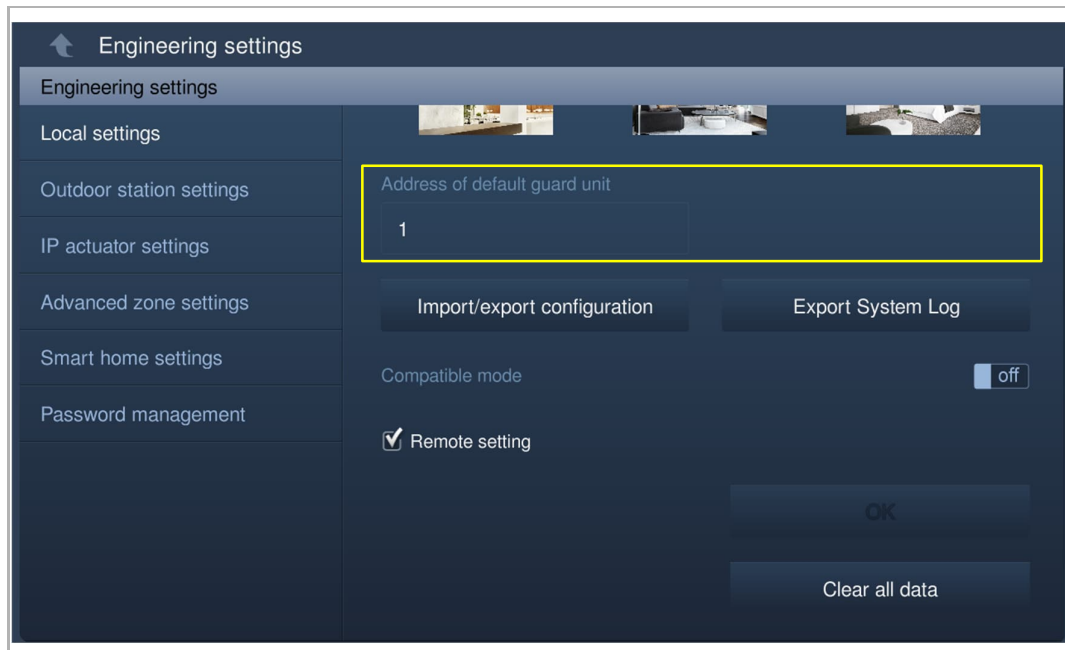 Engineering settings
Engineering settings
Local settings
Outdoor station settings
IP actuator settings
Advanced zone settings
Smart home settings
Password management
Address of default guard unit
1
Import/export configuration
Export System Log
Compatible mode
off
Remote setting
OK
Clear all data